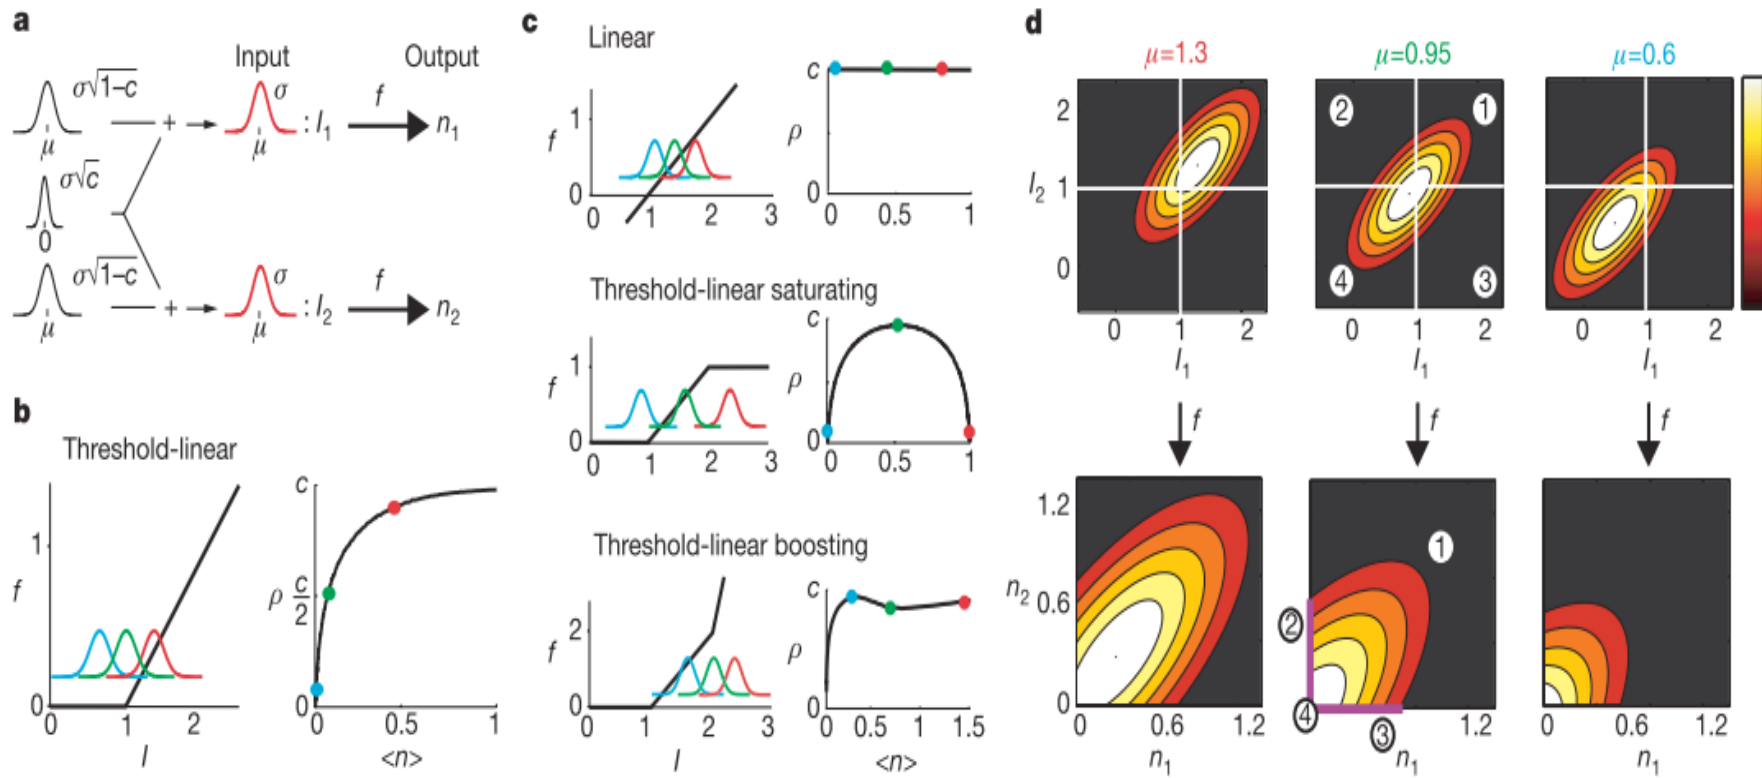 a
Input
Output
σ√1–c
μ
+
σ
μ
: I1
f
n1
σ√c
0
σ√1–c
μ
+
σ
μ
: I2
f
n2
b
Threshold-linear
f
1
0
0
1
2
I
ρ
c
c/2
0
0
0.5
1
<n>
c
Linear
f
1
0
0
1
2
3
ρ
c
0
0
0.5
1
Threshold-linear saturating
f
1
0
0
1
2
3
ρ
c
0
0
0.5
1
Threshold-linear boosting
f
2
0
0
1
2
3
I
ρ
c
0
0
0.5
1
1.5
<n>
d
μ=1.3
μ=0.95
μ=0.6
I2
2
1
0
0
1
2
I1
②
①
④
③
0
1
2
I1
0
1
2
I1
f
f
f
n2
1.2
0.6
0
0
0.6
1.2
n1
①
②
④
③
1.2
n1
0
0.6
1.2
n1